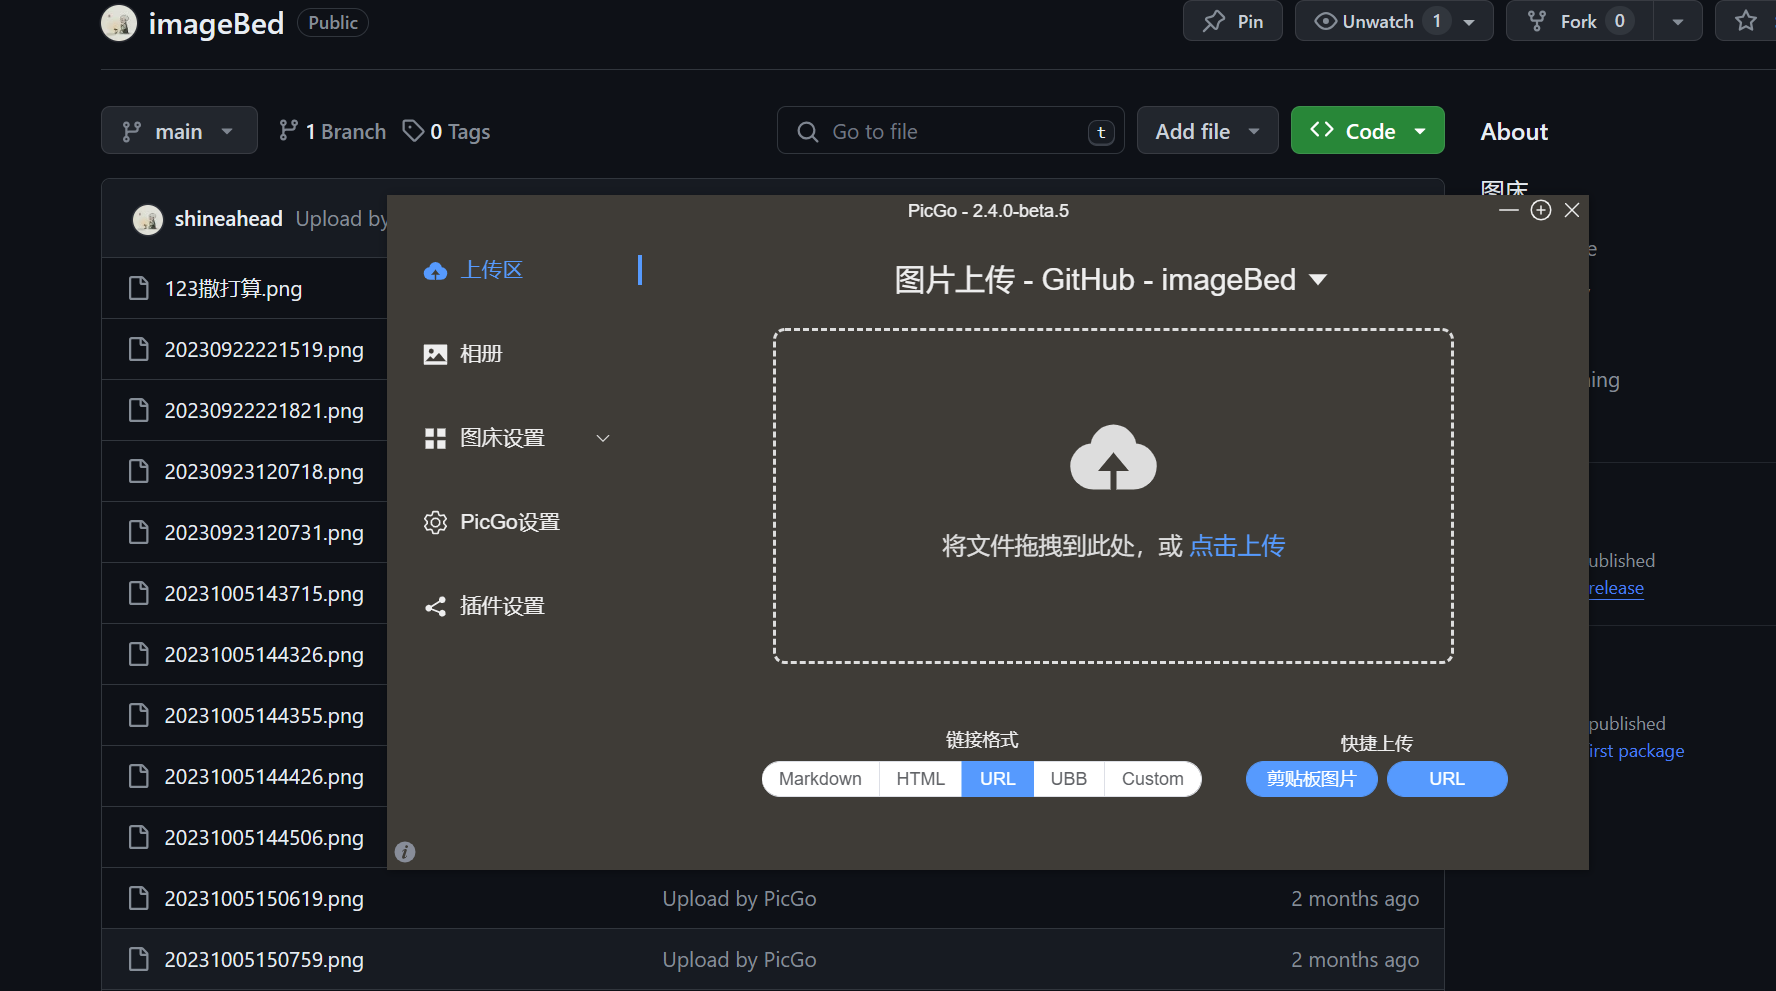 imageBed Public
Pin
Unwatch 1
Fork 0
main
1 Branch
0 Tags
Go to file t
Add file
Code
About
图床
shineahead Upload by
123撒打算.png
20230922221519.png
20230922221821.png
20230923120718.png
20230923120731.png
20231005143715.png
20231005144326.png
20231005144355.png
20231005144426.png
20231005144506.png
20231005150619.png Upload by PicGo 2 months ago
20231005150759.png Upload by PicGo 2 months ago
PicGo - 2.4.0-beta.5
上传区
相册
图床设置
PicGo设置
插件设置
图片上传 - GitHub - imageBed
将文件拖拽到此处，或 点击上传
链接格式
Markdown HTML URL UBB Custom
快捷上传
剪贴板图片 URL
ublished
release
published
irst package